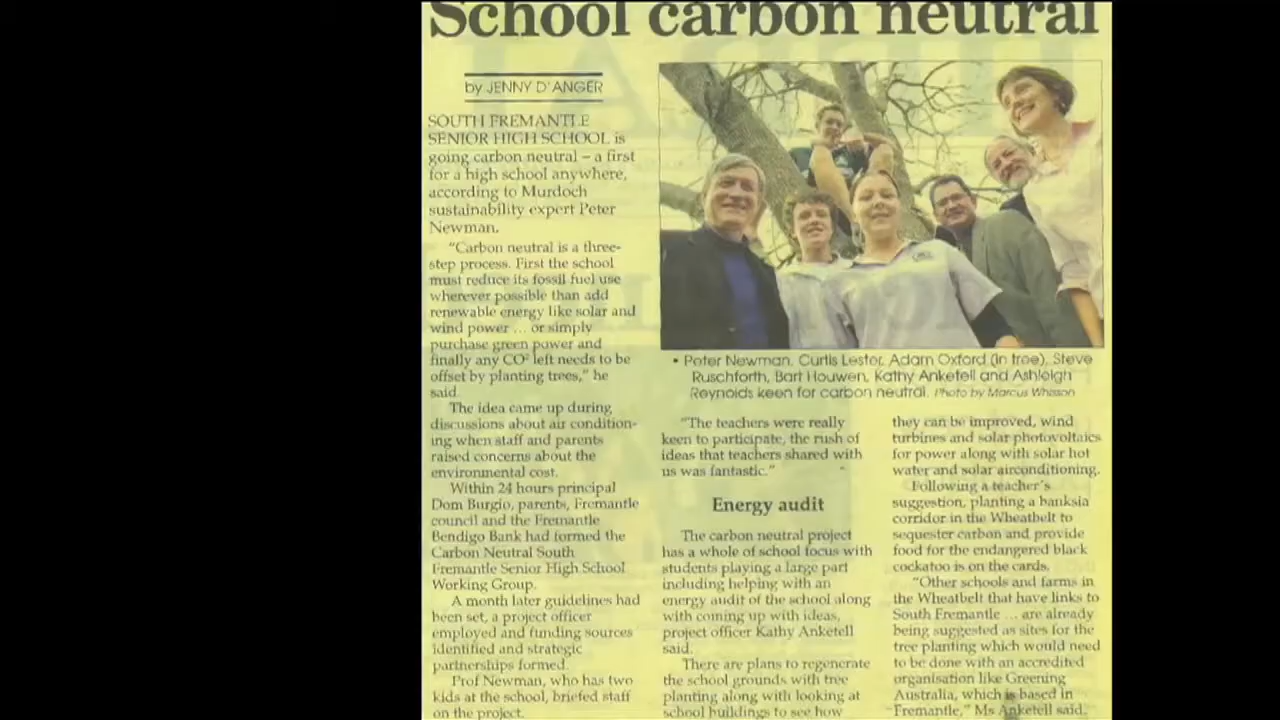 School carbon neutral
by JENNY D'ANGER
SOUTH FREMANTLE
SENIOR HIGH SCHOOL is
going carbon neutral – a first
for a high school anywhere,
according to Murdoch
sustainability expert Peter
Newman.
"Carbon neutral is a three-
step process. First the school
must reduce its fossil fuel use
wherever possible than add
renewable energy like solar and
wind power ... or simply
purchase green power and
finally any CO² left needs to be
offset by planting trees," he
said.
The idea came up during
discussions about air condition-
ing when staff and parents
raised concerns about the
environmental cost.
Within 24 hours principal
Dom Burgio, parents, Fremantle
council and the Fremantle
Bendigo Bank had formed the
Carbon Neutral South
Fremantle Senior High School
Working Group.
A month later guidelines had
been set, a project officer
employed and funding sources
identified and strategic
partnerships formed.
Prof Newman, who has two
kids at the school, briefed staff
on the project.
• Peter Newman, Curtis Lester, Adam Oxford (in tree), Steve
Ruschforth, Bart Houwen, Kathy Anketell and Ashleigh
Reynolds keen for carbon neutral. Photo by Marcus Whisson
"The teachers were really
keen to participate, the rush of
ideas that teachers shared with
us was fantastic."
Energy audit
The carbon neutral project
has a whole of school focus with
students playing a large part
including helping with an
energy audit of the school along
with coming up with ideas,
project officer Kathy Anketell
said.
There are plans to regenerate
the school grounds with tree
planting along with looking at
school buildings to see how
they can be improved, wind
turbines and solar photovoltaics
for power along with solar hot
water and solar airconditioning.
Following a teacher's
suggestion, planting a banksia
corridor in the Wheatbelt to
sequester carbon and provide
food for the endangered black
cockatoo is on the cards.
"Other schools and farms in
the Wheatbelt that have links to
South Fremantle ... are already
being suggested as sites for the
tree planting which would need
to be done with an accredited
organisation like Greening
Australia, which is based in
Fremantle," Ms Anketell said.